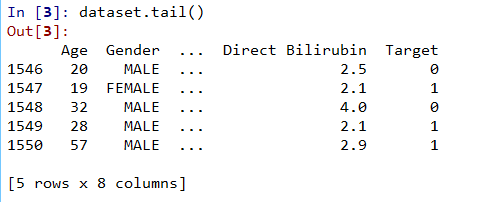 In [3]: dataset.tail()
Out[3]:
Age Gender ... Direct Bilirubin Target
1546 20 MALE ... 2.5 0
1547 19 FEMALE ... 2.1 1
1548 32 MALE ... 4.0 0
1549 28 MALE ... 2.1 1
1550 57 MALE ... 2.9 1
[5 rows x 8 columns]